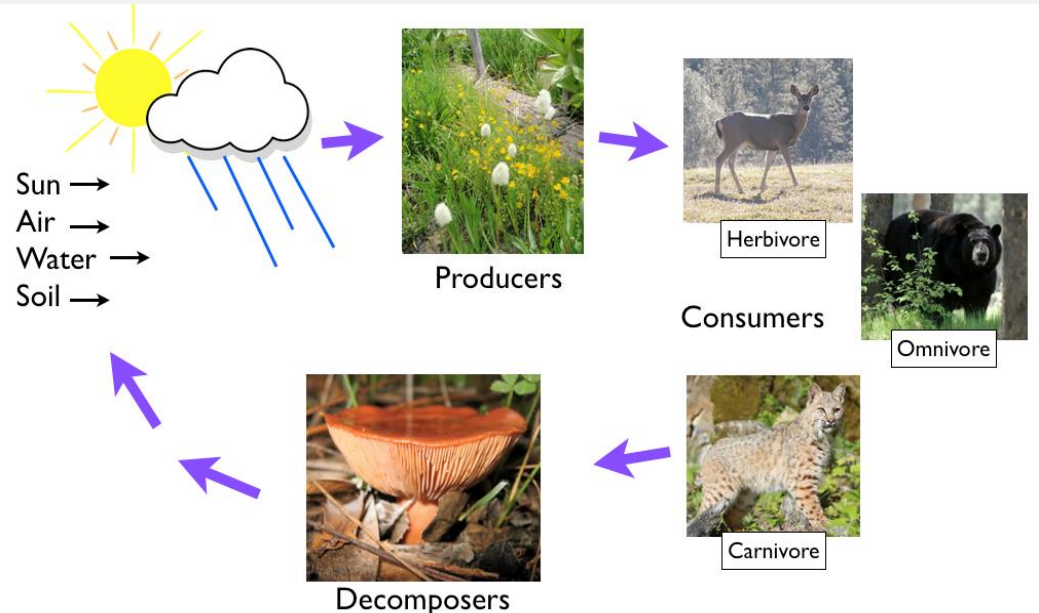 Sun
Air
Water
Soil
Producers
Herbivore
Consumers
Omnivore
Carnivore
Decomposers